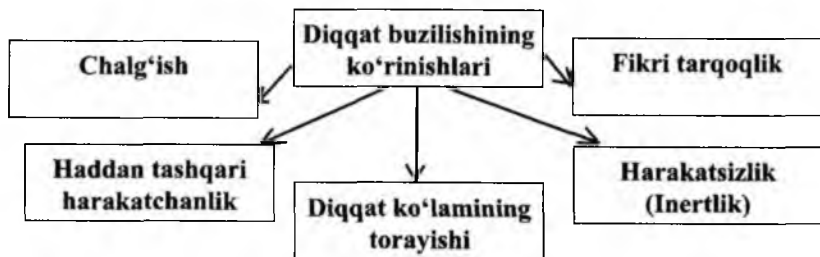 Diqqat buzilishining
ko‘rinishlari
Chalg‘ish
Fikri tarqoqlik
Haddan tashqari
harakatchanlik
Diqqat ko‘lamining
torayishi
Harakatsizlik
(Inertlik)